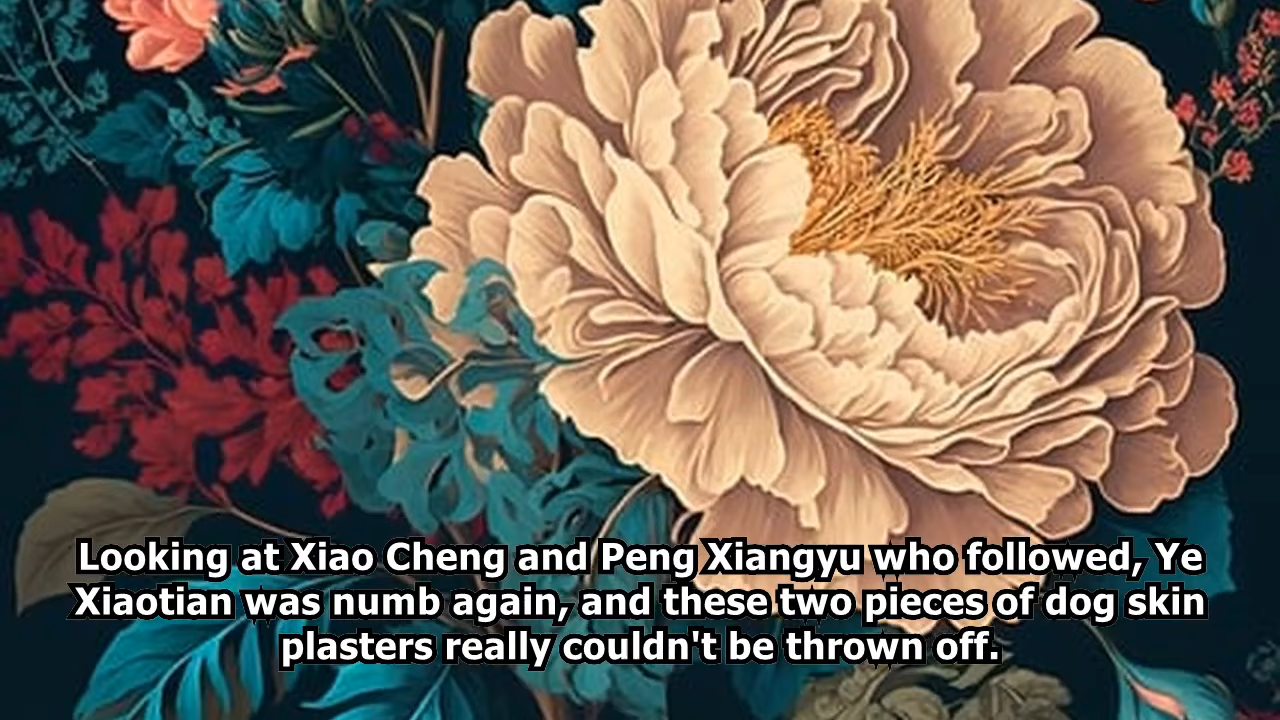 Looking at Xiao Cheng and Peng Xiangyu who followed, Ye
Xiaotian was numb again, and these two pieces of dog skin
plasters really couldn't be thrown off.